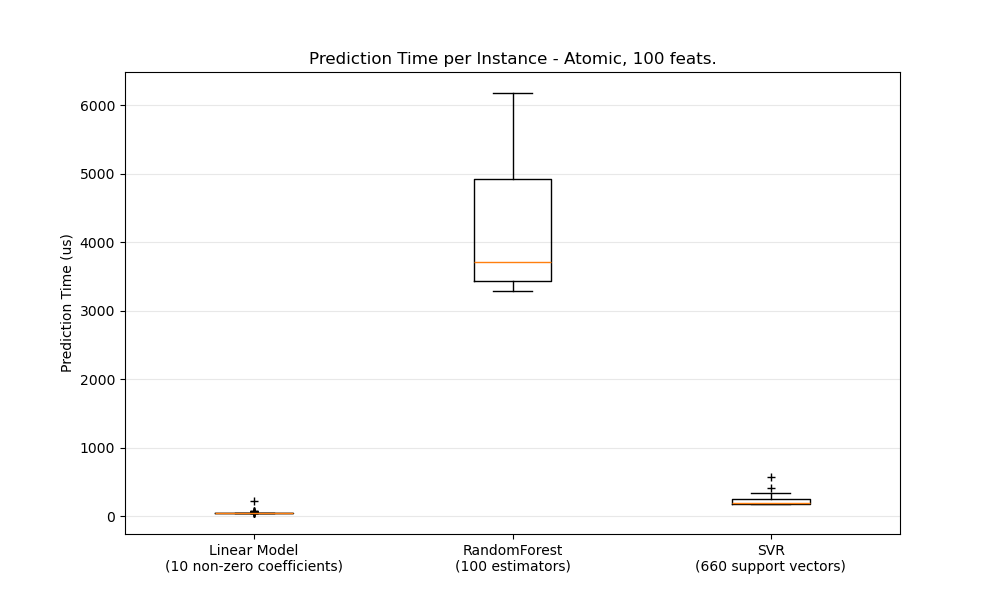 Prediction Time per Instance - Atomic, 100 feats.
Prediction Time (us)
6000
5000
4000
3000
2000
1000
0
Linear Model
(10 non-zero coefficients)
RandomForest
(100 estimators)
SVR
(660 support vectors)